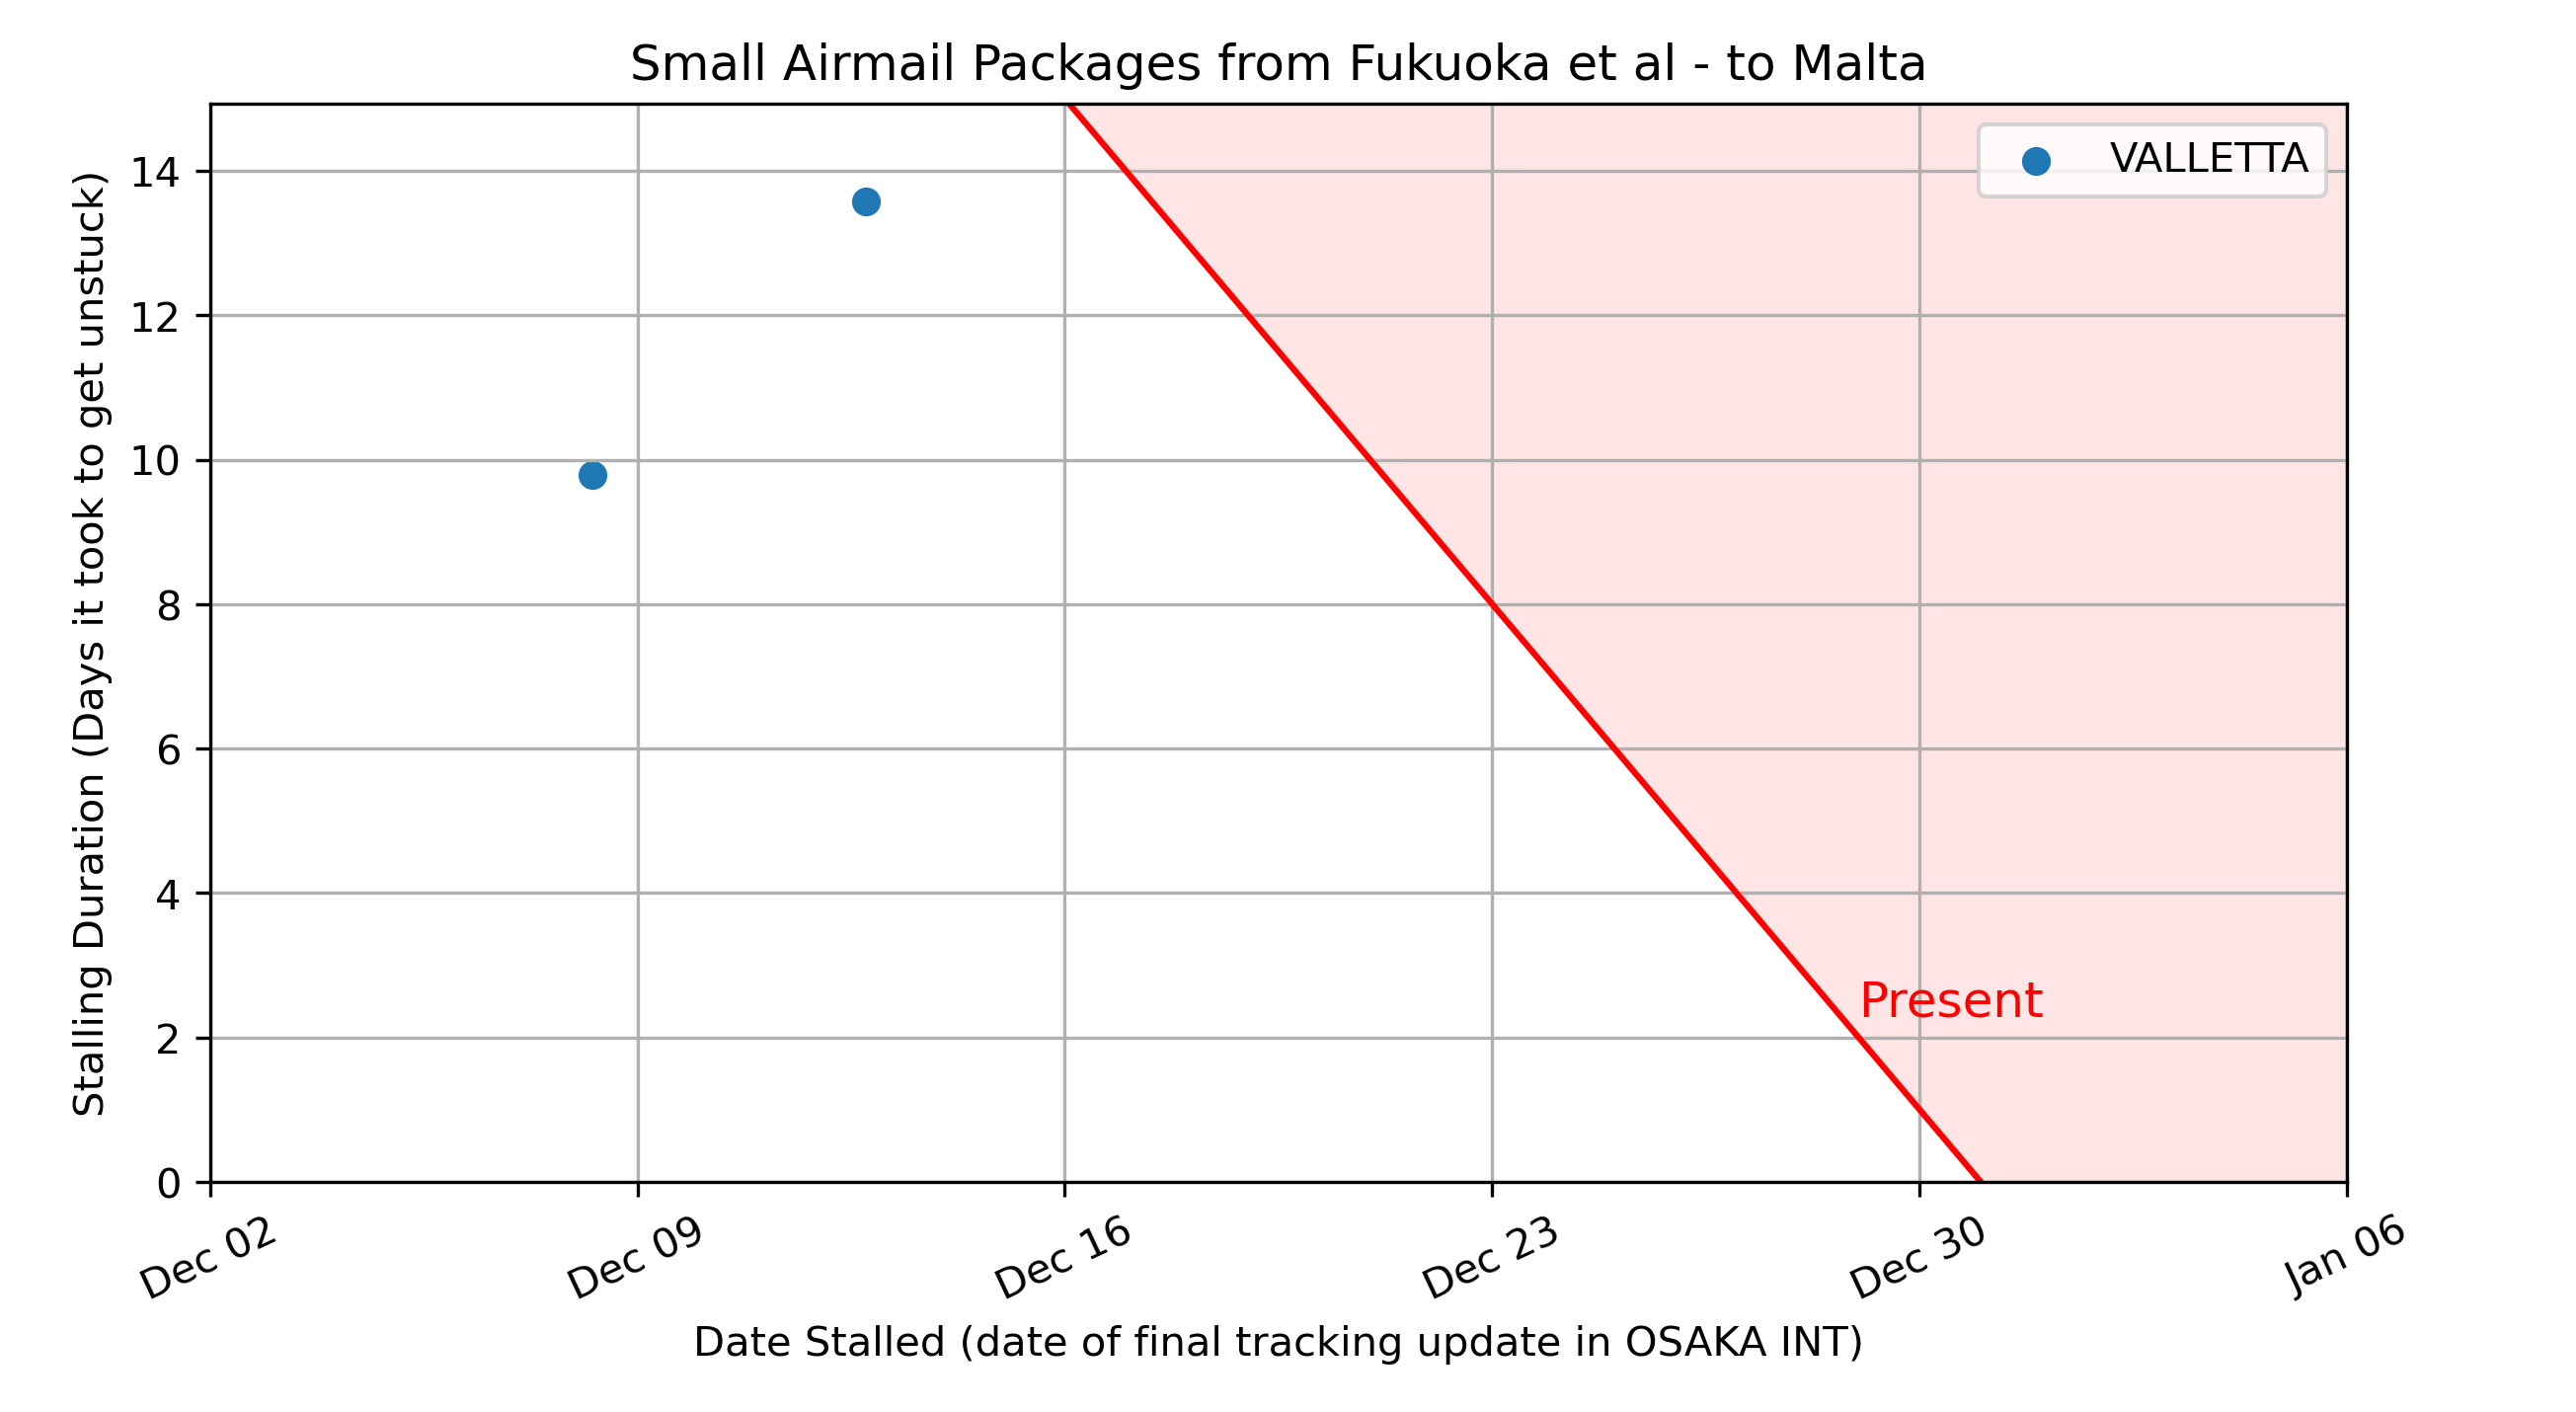 Small Airmail Packages from Fukuoka et al - to Malta
VALLETTA
Stalling Duration (Days it took to get unstuck)
14
12
10
8
6
4
2
0
Present
Dec 02
Dec 09
Dec 16
Dec 23
Dec 30
Jan 06
Date Stalled (date of final tracking update in OSAKA INT)